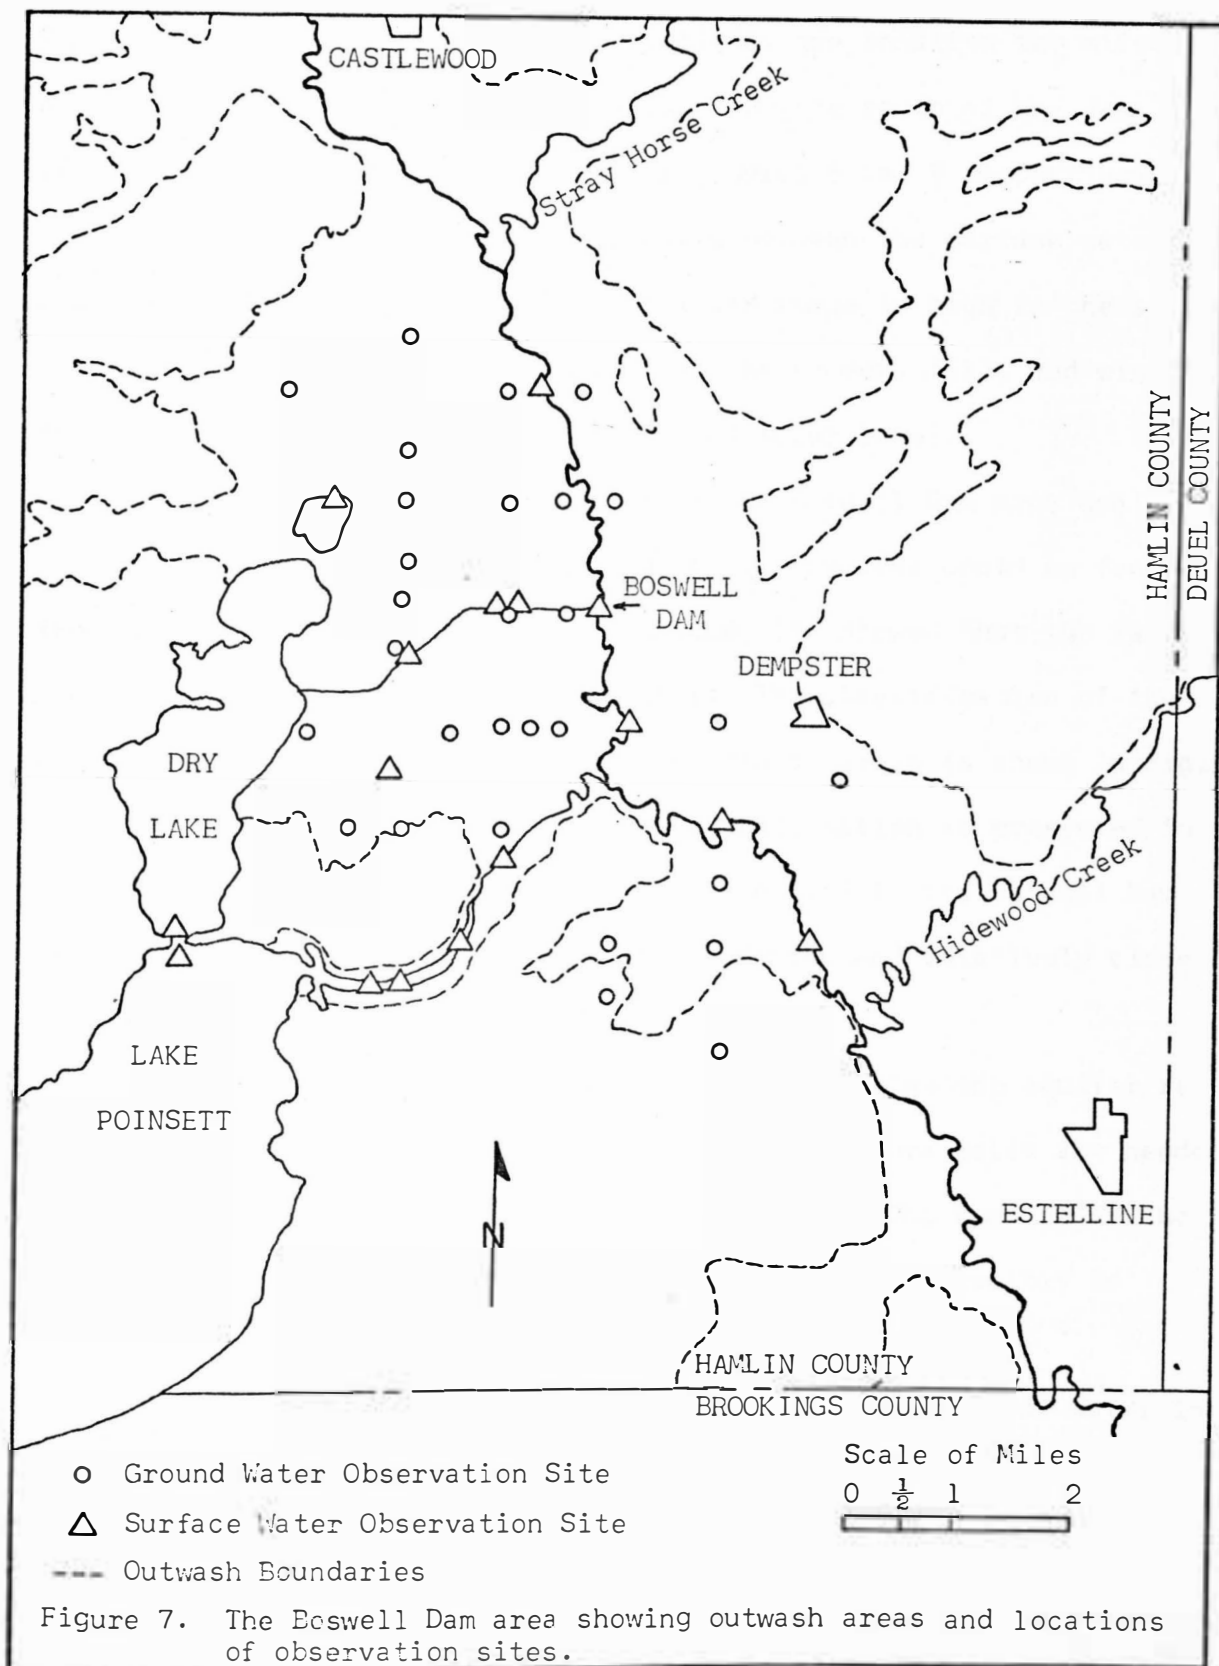 CASTLEWOOD
Stray Horse Creek
HAMLIN COUNTY
DEUEL COUNTY
BOSWELL
DAM
DEMPSTER
DRY
LAKE
Hidewood Creek
LAKE
POINSETT
N
ESTELLINE
HAMLIN COUNTY
BROOKINGS COUNTY
Scale of Miles
0 1/2 1 2
Ground Water Observation Site
Surface Water Observation Site
Outwash Boundaries
Figure 7. The Boswell Dam area showing outwash areas and locations
of observation sites.